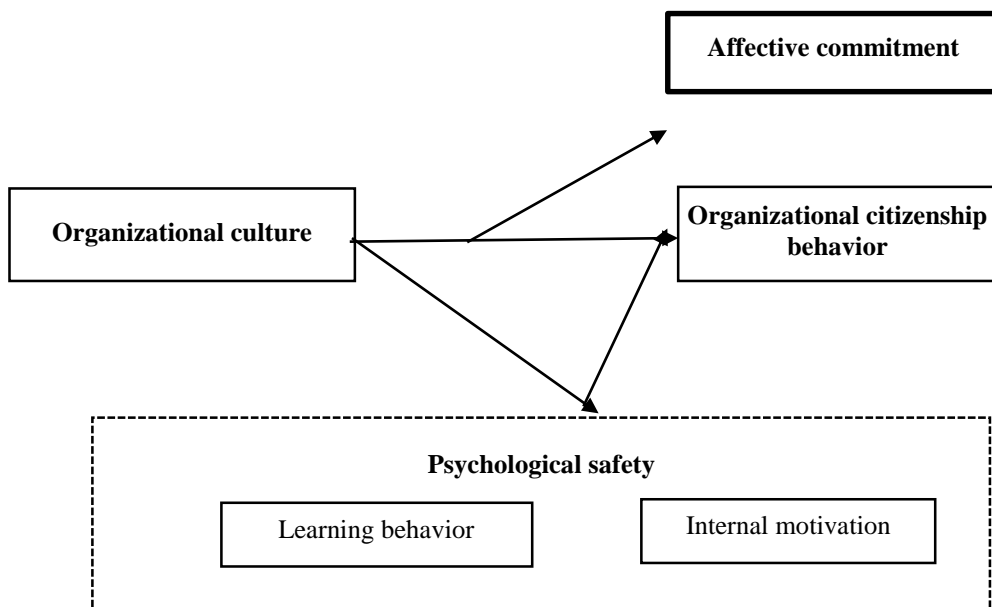 Affective commitment
Organizational culture
Organizational citizenship
behavior
Psychological safety
Learning behavior
Internal motivation